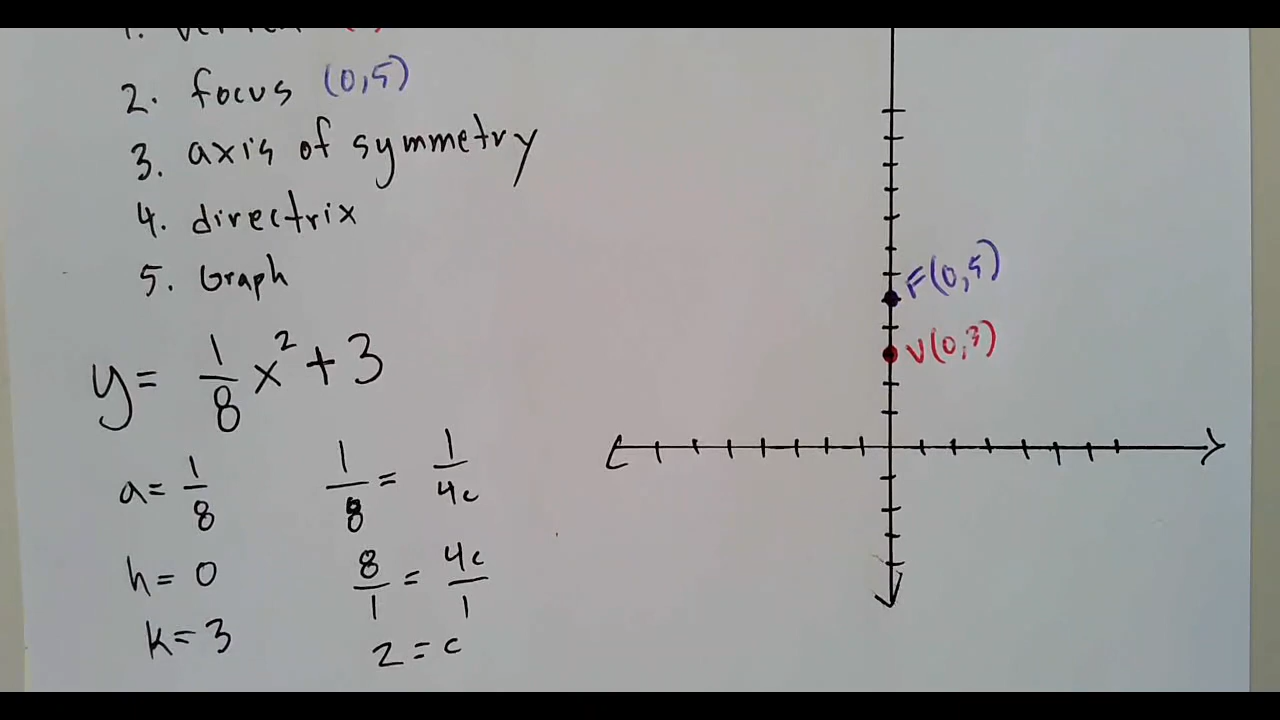 2. focus (0,5)
3. axis of symmetry
4. directrix
5. Graph
y = 1/8 x² + 3
a = 1/8
h = 0
k = 3
1/8 = 1/4c
8/1 = 4c/1
2 = c
F(0,5)
V(0,3)